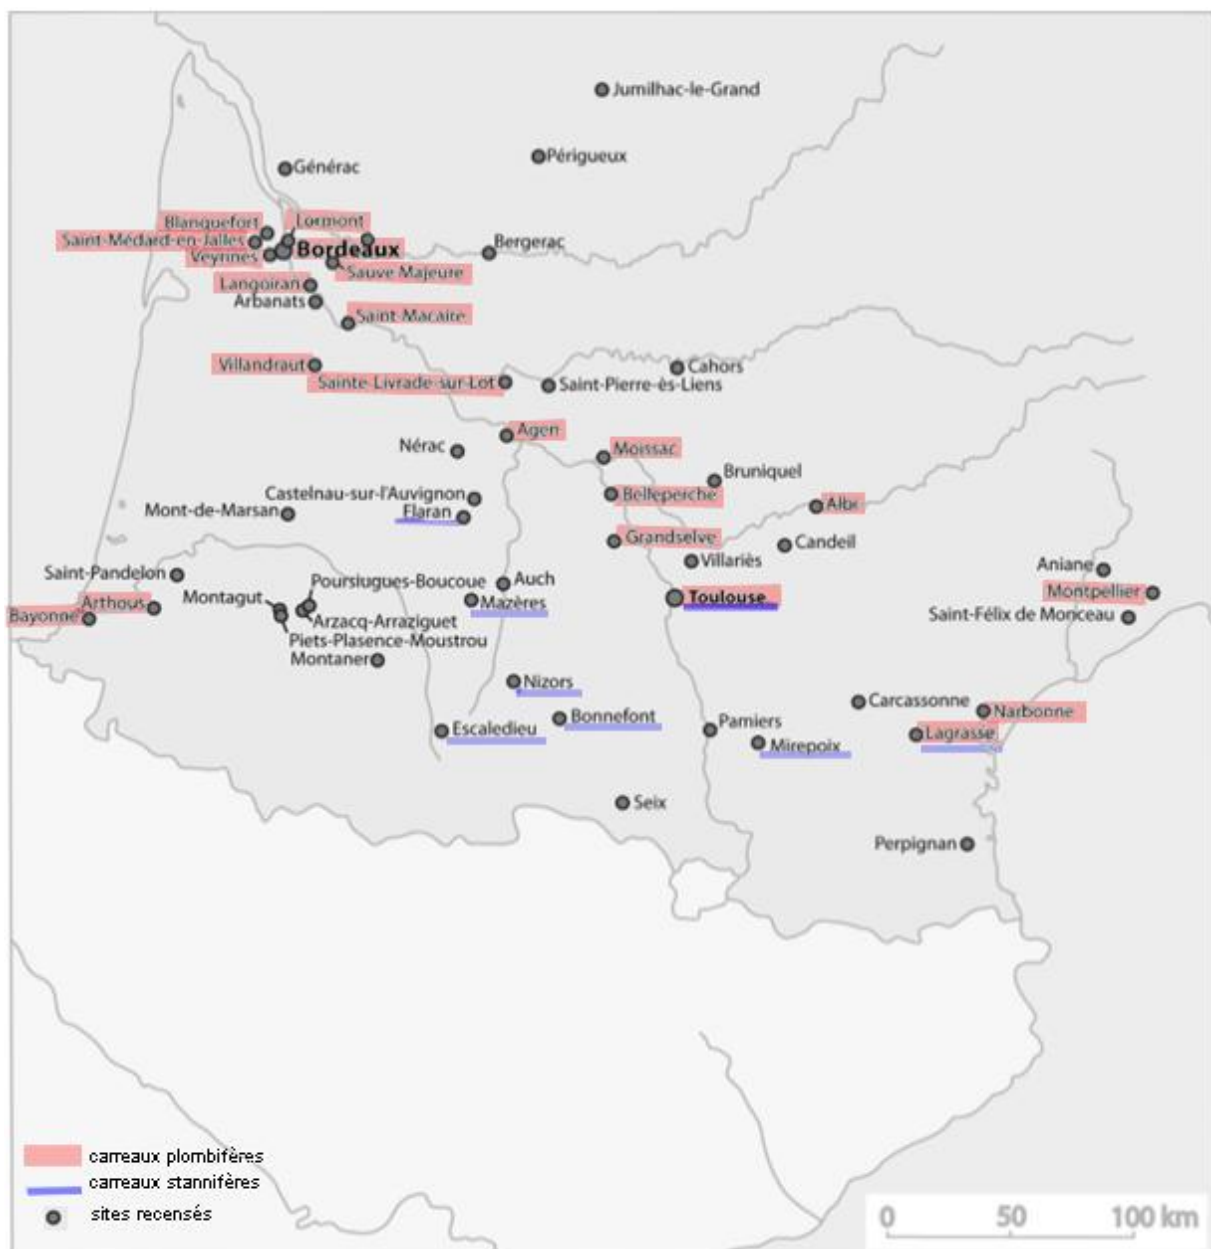 Jumilhac-le-Grand
Périgueux
Générac
Blanquefort
Lormont
Saint-Médard-en-Jalles
Bordeaux
Veyrines
Bergerac
Sauve Majeure
Langoiran
Arbanats
Saint-Macaire
Villandraut
Cahors
Sainte-Livrade-sur-Lot
Saint-Pierre-ès-Liens
Agen
Nérac
Moissac
Bruniquel
Castelnau-sur-l'Auvignon
Belleperche
Mont-de-Marsan
Flaran
Albi
Grandselve
Candeil
Villariès
Aniane
Saint-Pandelon
Poursiugues-Boucoue
Auch
Montpellier
Arthous
Montagut
Mazères
Toulouse
Bayonne
Arzacq-Arraziguet
Saint-Félix de Monceau
Piets-Plasence-Moustrou
Montaner
Nizors
Carcassonne
Narbonne
Bonnefont
Escaledieu
Pamiers
Lagrasse
Mirepoix
Seix
Perpignan
carreaux plombifères
carreaux stannifères
sites recensés
0 50 100 km